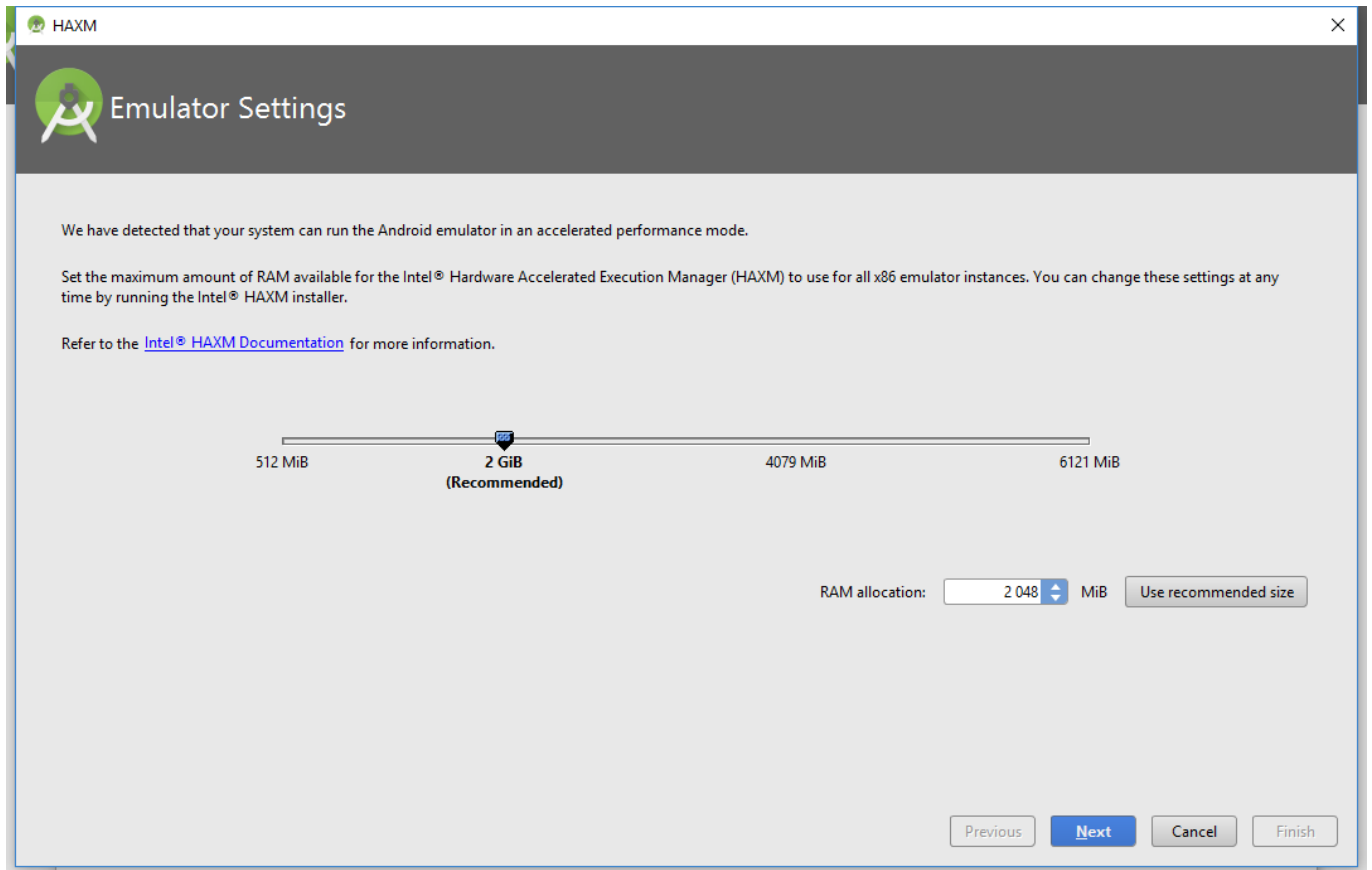 HAXM
Emulator Settings
We have detected that your system can run the Android emulator in an accelerated performance mode.
Set the maximum amount of RAM available for the Intel® Hardware Accelerated Execution Manager (HAXM) to use for all x86 emulator instances. You can change these settings at any
time by running the Intel® HAXM installer.
Refer to the Intel® HAXM Documentation for more information.
512 MiB 2 GiB 4079 MiB 6121 MiB
(Recommended)
RAM allocation: 2 048 MiB Use recommended size
Previous Next Cancel Finish